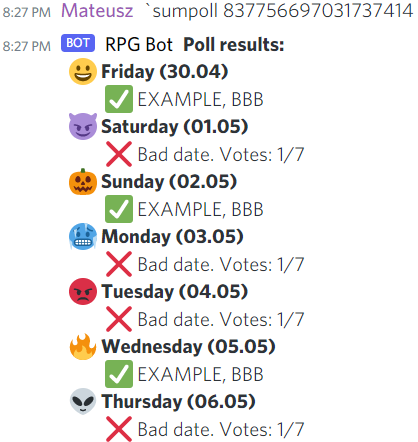 8:27 PM Mateusz `sumpoll 837756697031737414
8:27 PM BOT RPG Bot Poll results:
Friday (30.04)
EXAMPLE, BBB
Saturday (01.05)
Bad date. Votes: 1/7
Sunday (02.05)
EXAMPLE, BBB
Monday (03.05)
Bad date. Votes: 1/7
Tuesday (04.05)
Bad date. Votes: 1/7
Wednesday (05.05)
EXAMPLE, BBB
Thursday (06.05)
Bad date. Votes: 1/7